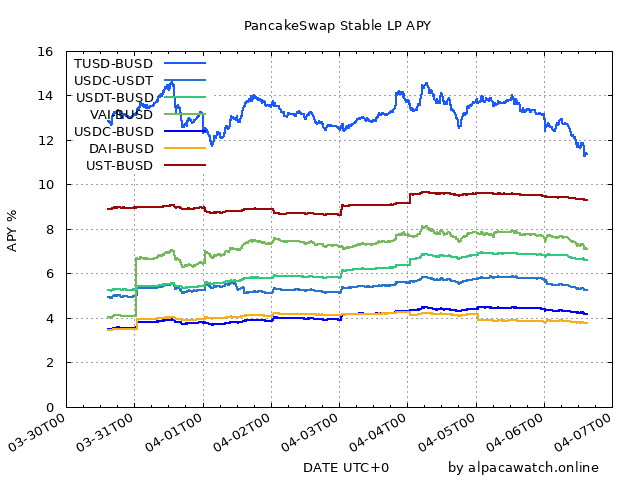 PancakeSwap Stable LP APY
16
14
12
10
8
6
4
2
0
APY %
TUSD-BUSD
USDC-USDT
USDT-BUSD
VAI-BUSD
USDC-BUSD
DAI-BUSD
UST-BUSD
03-30T00
03-31T00
04-01T00
04-02T00
04-03T00
04-04T00
04-05T00
04-06T00
04-07T00
DATE UTC+0
by alpacawatch.online